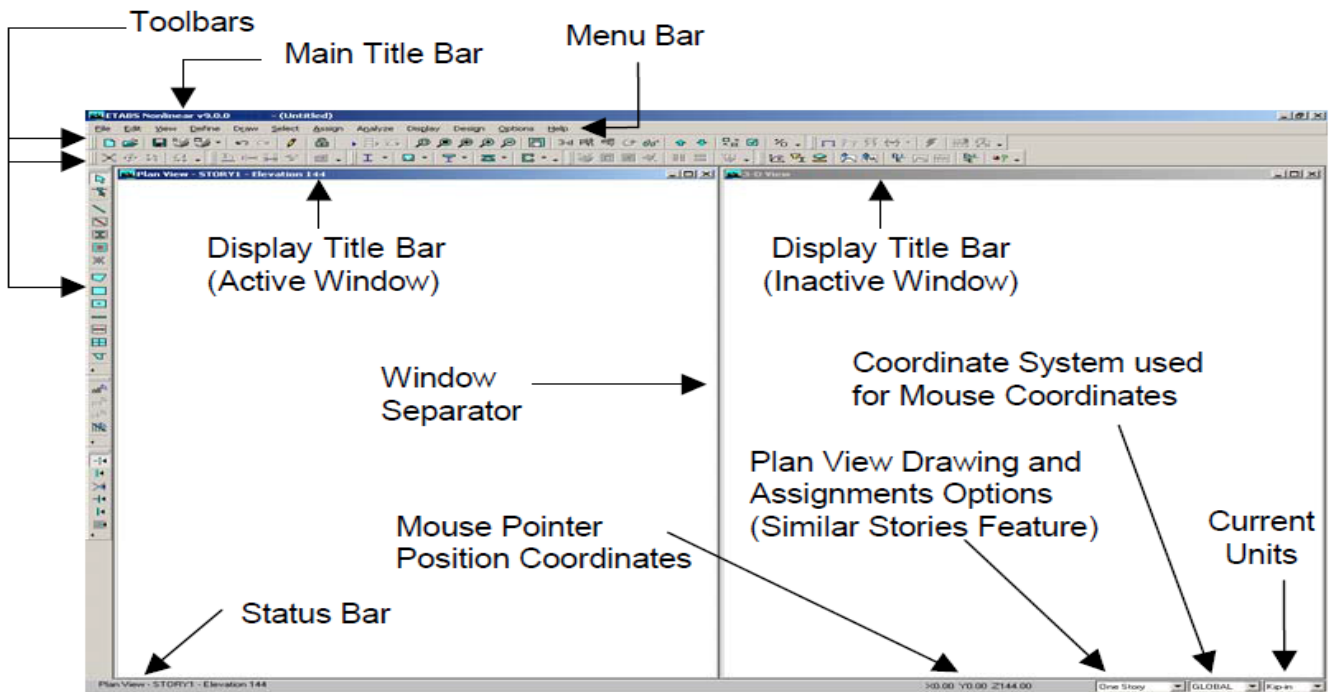 Toolbars
Main Title Bar
Menu Bar
ETABS Nonlinear v9.0.0 - (Untitled)
File Edit View Define Draw Select Assign Analyze Display Design Options Help
3-d
Plan View - STORY1 - Elevation 144
3-D View
Display Title Bar
(Active Window)
Display Title Bar
(Inactive Window)
Window
Separator
Coordinate System used
for Mouse Coordinates
Plan View Drawing and
Assignments Options
(Similar Stories Feature)
Current
Units
Mouse Pointer
Position Coordinates
Status Bar
Plan View - STORY1 - Elevation 144
X0.00 Y0.00 Z144.00
One Story
GLOBAL
Kip-in